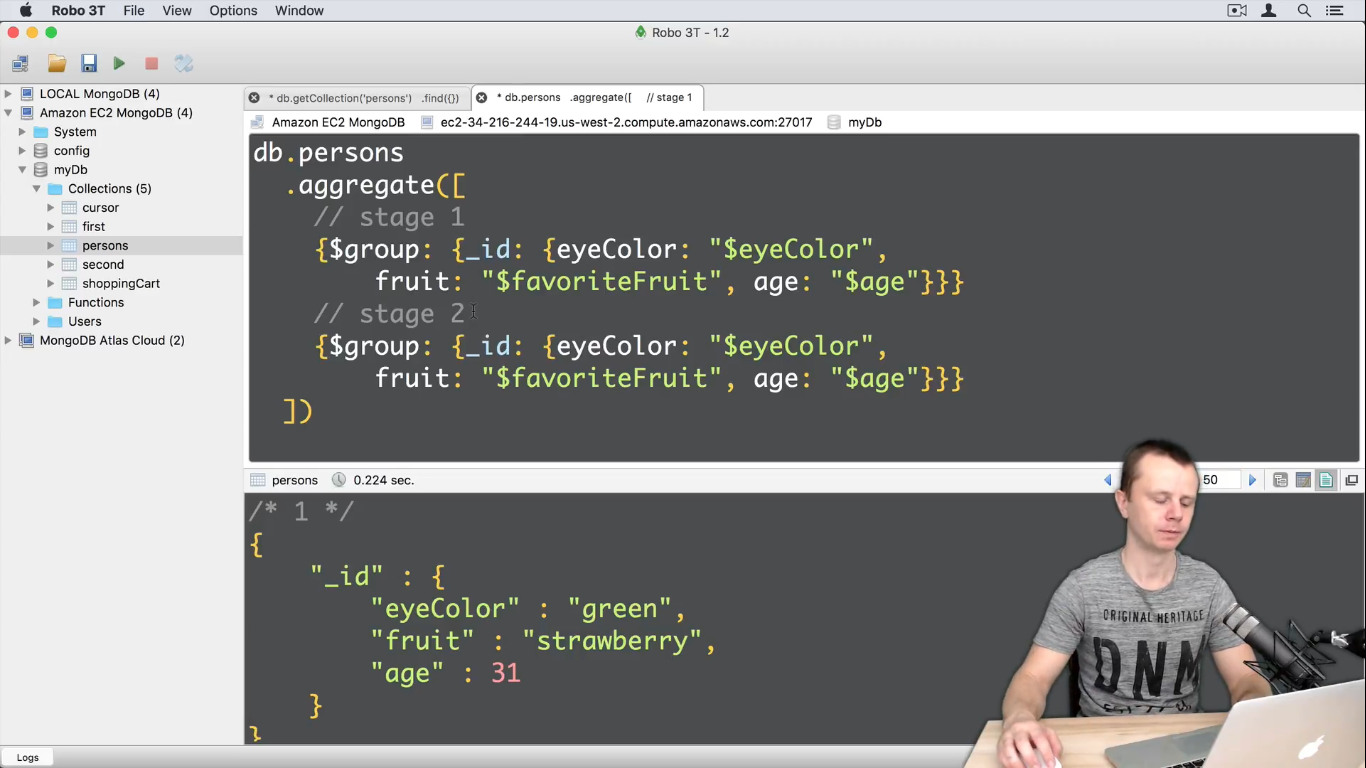 Robo 3T File View Options Window
Robo 3T - 1.2
LOCAL MongoDB (4)
Amazon EC2 MongoDB (4)
System
config
myDb
Collections (5)
cursor
first
persons
second
shoppingCart
Functions
Users
MongoDB Atlas Cloud (2)
* db.getCollection('persons') .find({})
* db.persons .aggregate([ // stage 1
Amazon EC2 MongoDB ec2-34-216-244-19.us-west-2.compute.amazonaws.com:27017 myDb
db.persons
.aggregate([
// stage 1
{$group: {_id: {eyeColor: "$eyeColor",
fruit: "$favoriteFruit", age: "$age"}}}
// stage 2
{$group: {_id: {eyeColor: "$eyeColor",
fruit: "$favoriteFruit", age: "$age"}}}
])
persons 0.224 sec. 50
/* 1 */
{
"_id" : {
"eyeColor" : "green",
"fruit" : "strawberry",
"age" : 31
}
}
ORIGINAL HERITAGE
DNM
Logs